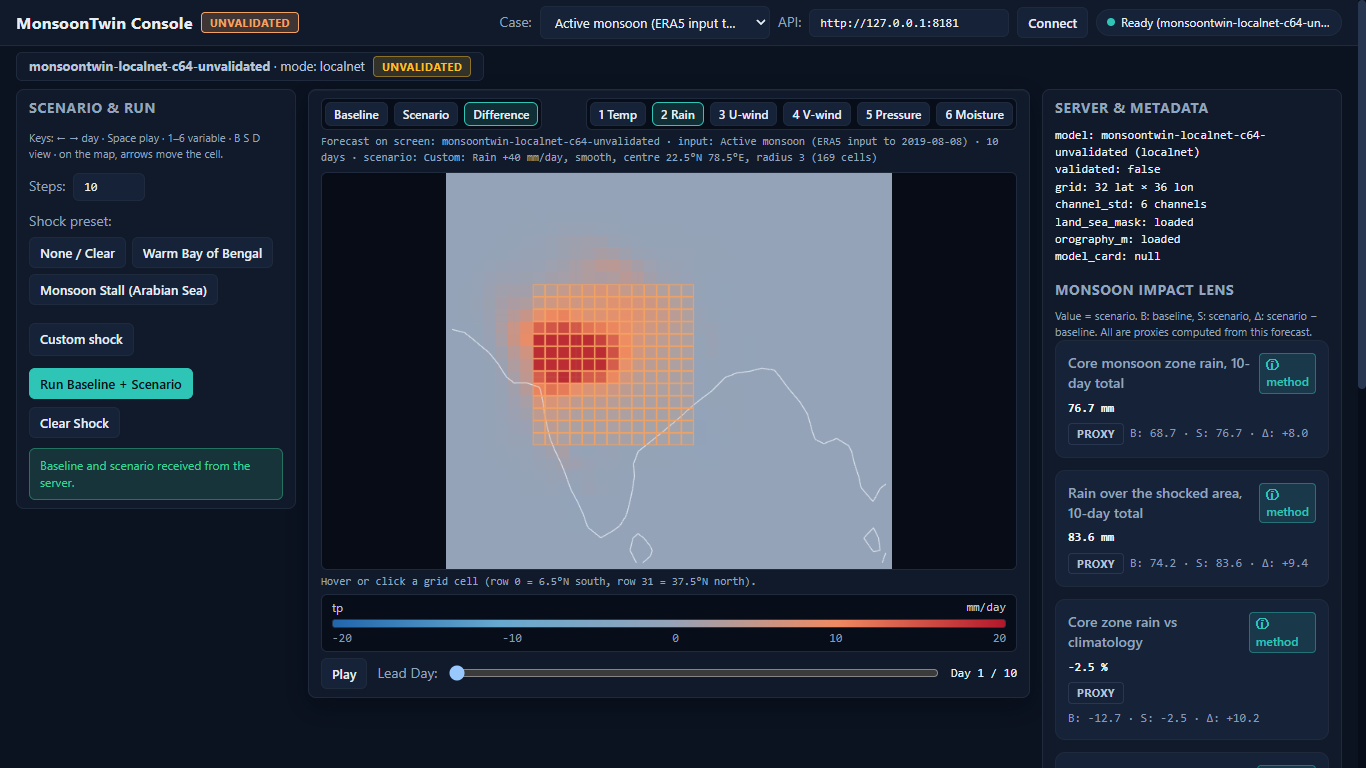 MonsoonTwin Console UNVALIDATED Case: Active monsoon (ERA5 input t... API: http://127.0.0.1:8181 Connect Ready (monsoontwin-localnet-c64-un...
monsoontwin-localnet-c64-unvalidated · mode: localnet UNVALIDATED
SCENARIO & RUN
Keys: ← → day · Space play · 1–6 variable · B S D
view · on the map, arrows move the cell.
Steps: 10
Shock preset:
None / Clear Warm Bay of Bengal
Monsoon Stall (Arabian Sea)
Custom shock
Run Baseline + Scenario
Clear Shock
Baseline and scenario received from the
server.
Baseline Scenario Difference 1 Temp 2 Rain 3 U-wind 4 V-wind 5 Pressure 6 Moisture
Forecast on screen: monsoontwin-localnet-c64-unvalidated · input: Active monsoon (ERA5 input to 2019-08-08) · 10
days · scenario: Custom: Rain +40 mm/day, smooth, centre 22.5°N 78.5°E, radius 3 (169 cells)
Hover or click a grid cell (row 0 = 6.5°N south, row 31 = 37.5°N north).
tp mm/day
-20 -10 0 10 20
Play Lead Day: Day 1 / 10
SERVER & METADATA
model: monsoontwin-localnet-c64-
unvalidated (localnet)
validated: false
grid: 32 lat × 36 lon
channel_std: 6 channels
land_sea_mask: loaded
orography_m: loaded
model_card: null
MONSOON IMPACT LENS
Value = scenario. B: baseline, S: scenario, Δ: scenario −
baseline. All are proxies computed from this forecast.
Core monsoon zone rain, 10-
day total
ⓘ
method
76.7 mm
PROXY B: 68.7 · S: 76.7 · Δ: +8.0
Rain over the shocked area,
10-day total
ⓘ
method
83.6 mm
PROXY B: 74.2 · S: 83.6 · Δ: +9.4
Core zone rain vs
climatology
ⓘ
method
-2.5 %
PROXY
B: -12.7 · S: -2.5 · Δ: +10.2